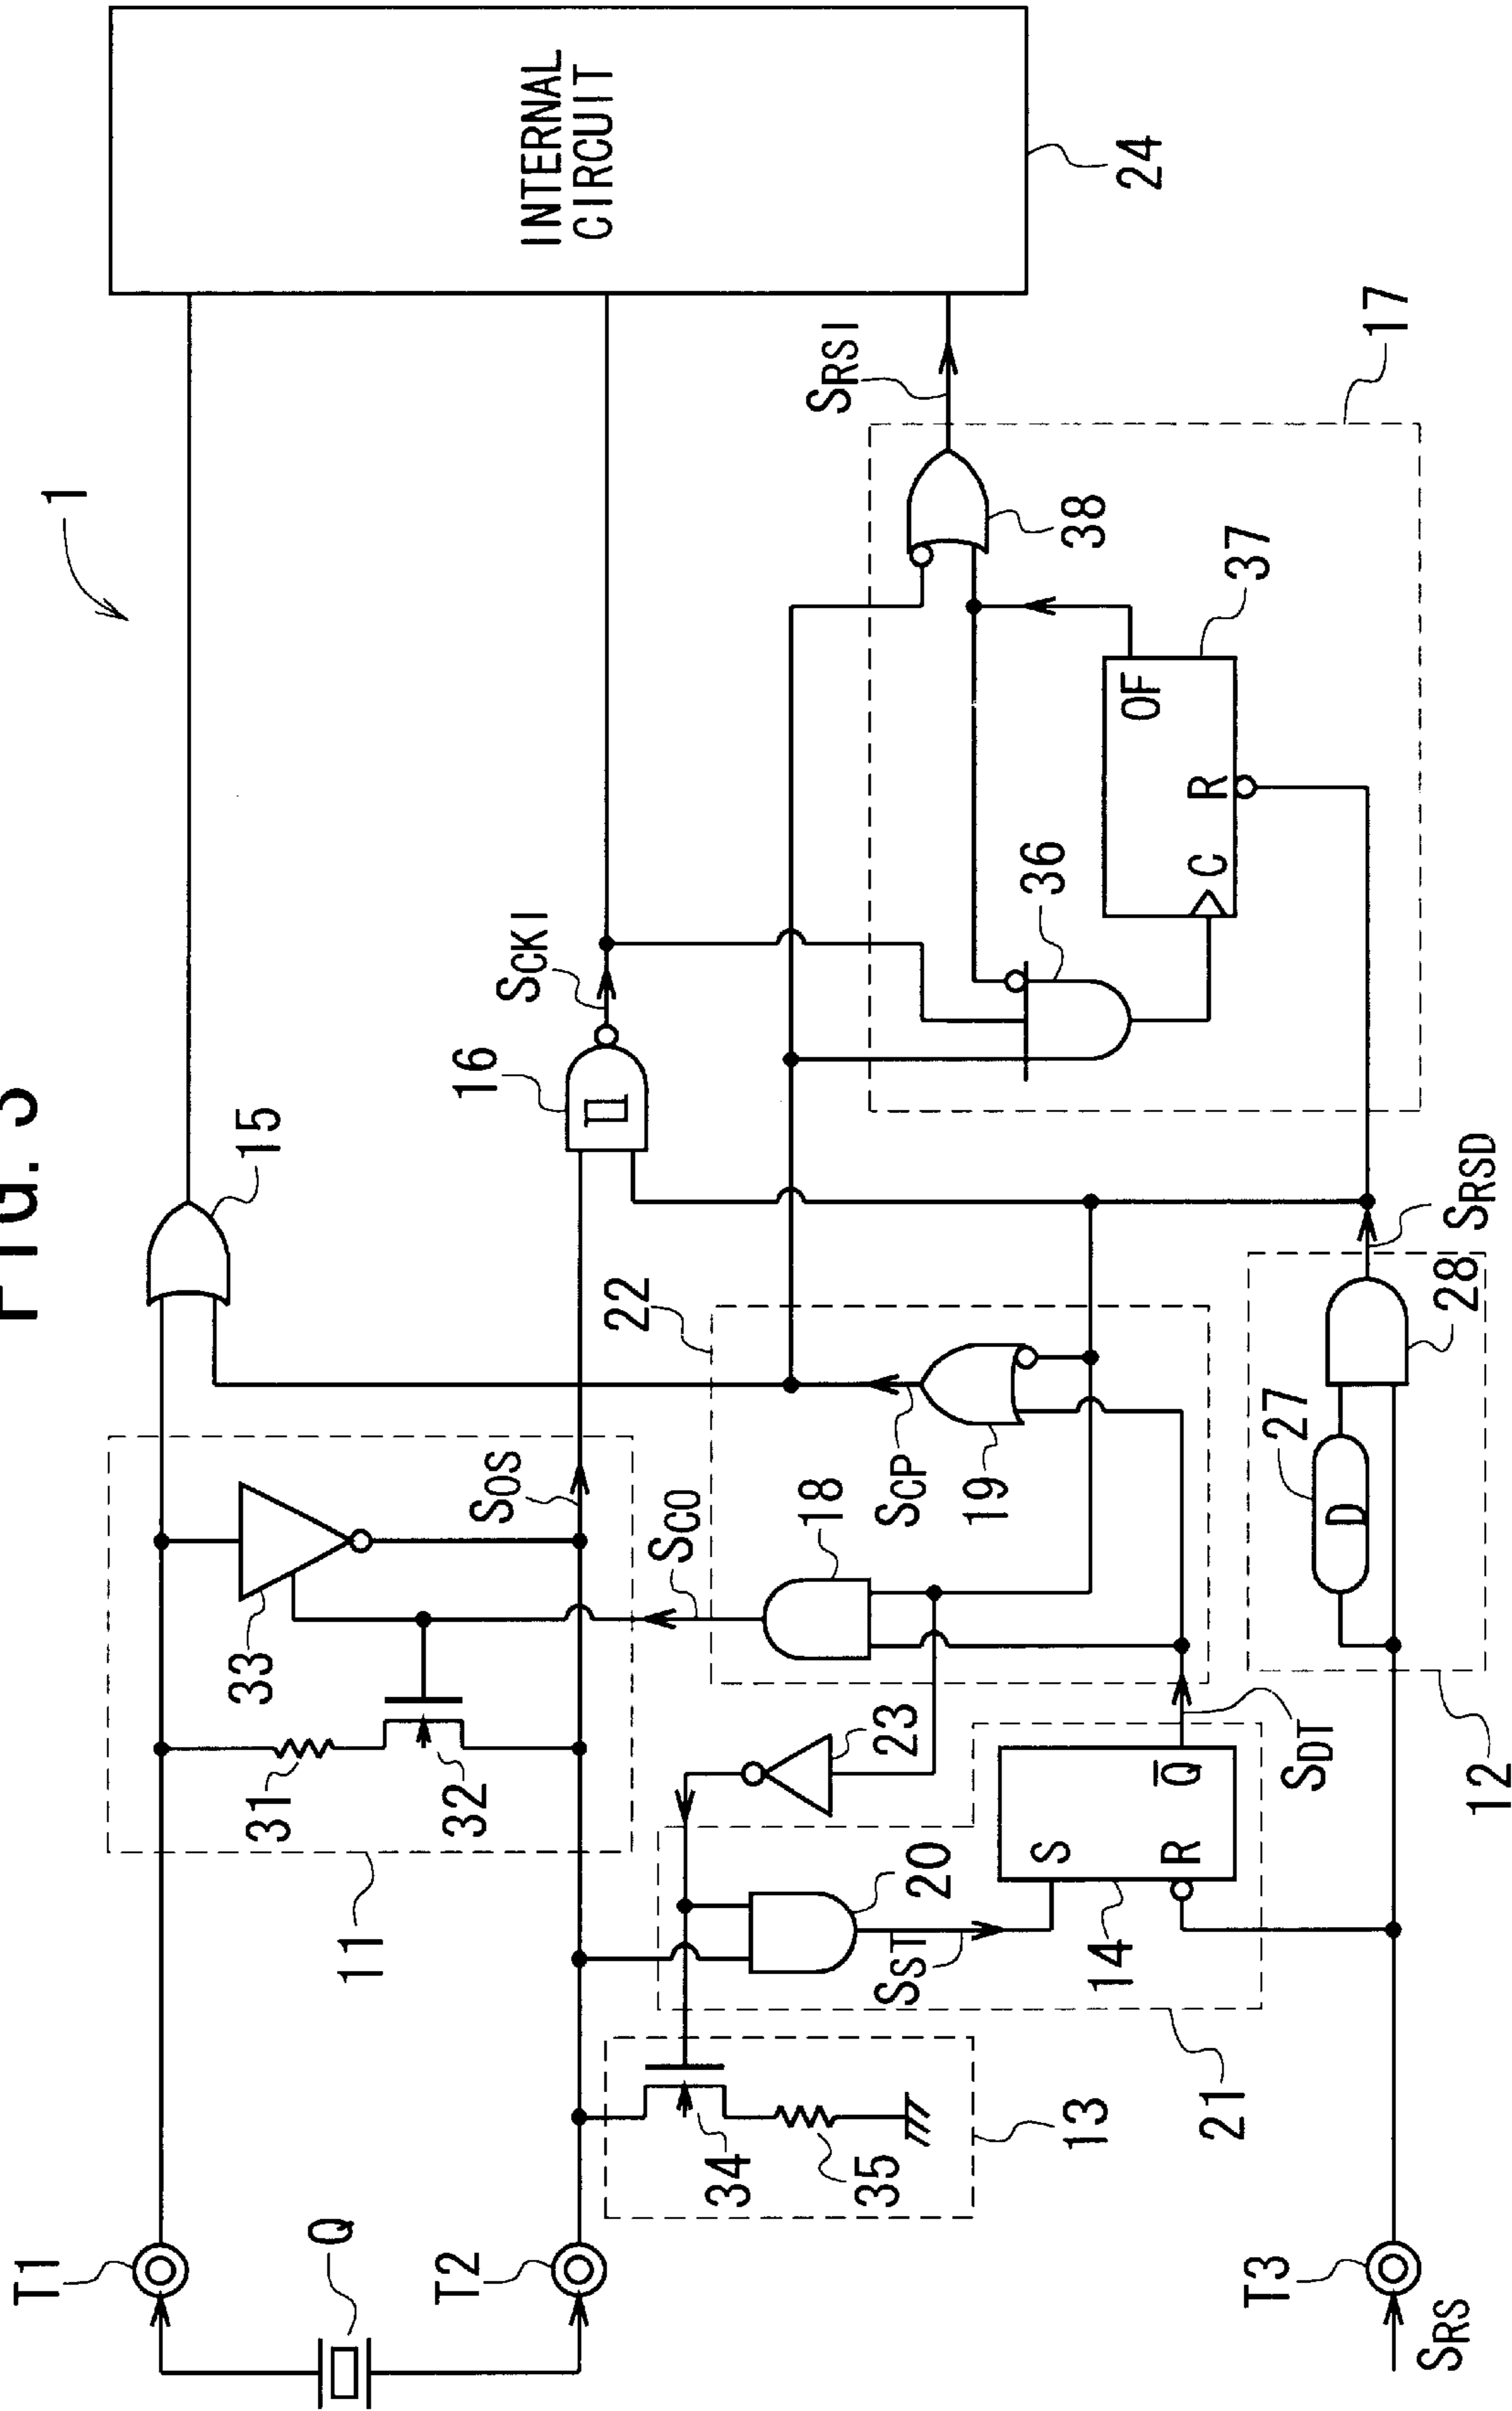 FIG.
T1
1
Q
15
31
33
11
32
T2
16
SOS
SCKI
INTERNAL
CIRCUIT
SCO
22
34
18
35
20
23
SST
SCP
19
SRSI
36
38
13
S
14
R
Q̅
24
OF
C
R
21
37
T3
SDT
27
D
17
SRS
28
SRSD
12